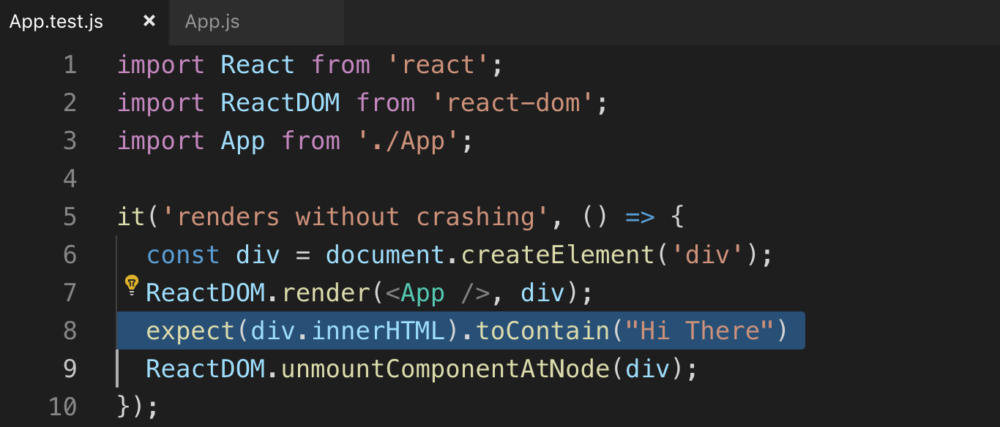 App.test.js × App.js
1 import React from 'react';
2 import ReactDOM from 'react-dom';
3 import App from './App';
4
5 it('renders without crashing', () => {
6   const div = document.createElement('div');
7   ReactDOM.render(<App />, div);
8   expect(div.innerHTML).toContain("Hi There")
9   ReactDOM.unmountComponentAtNode(div);
10 });